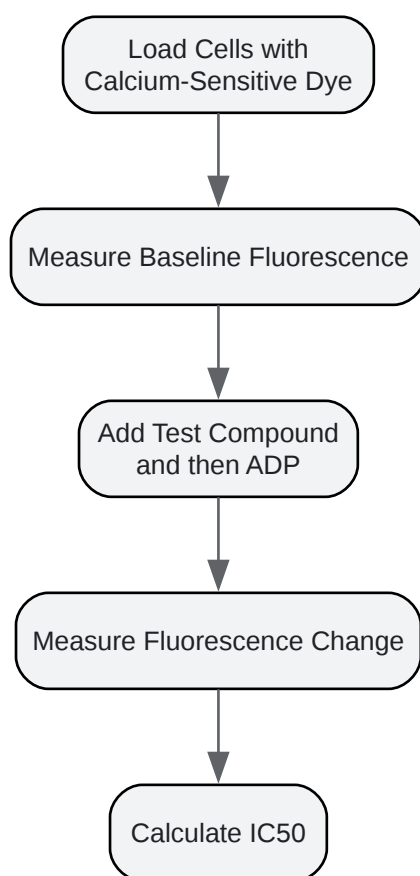 Load Cells with
Calcium-Sensitive Dye
Measure Baseline Fluorescence
Add Test Compound
and then ADP
Measure Fluorescence Change
Calculate IC50